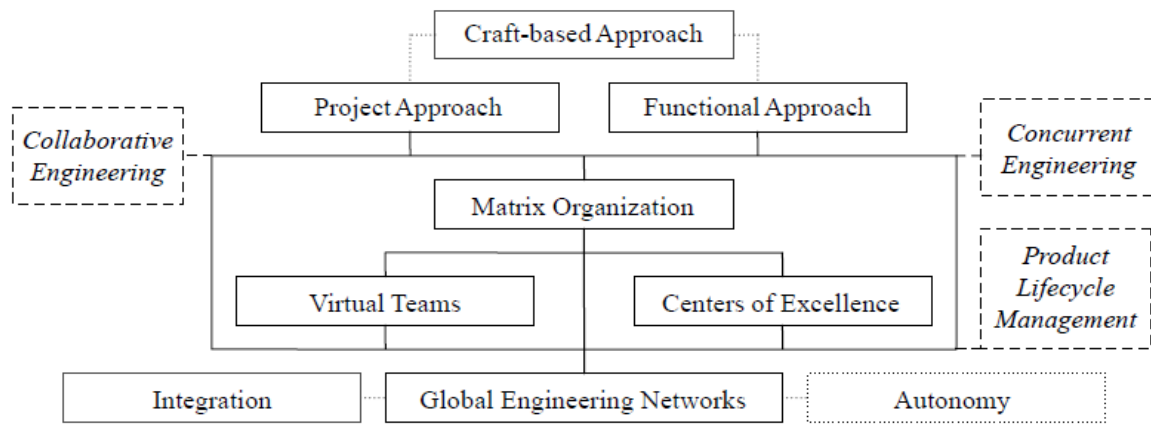 Craft-based Approach
Project Approach
Functional Approach
Collaborative
Engineering
Concurrent
Engineering
Matrix Organization
Virtual Teams
Centers of Excellence
Product
Lifecycle
Management
Integration
Global Engineering Networks
Autonomy